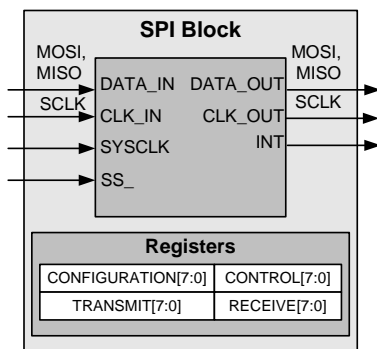 SPI Block
MOSI,
MISO
MOSI,
MISO
DATA_IN DATA_OUT
SCLK
SCLK
CLK_IN CLK_OUT
SYSCLK INT
SS_
Registers
CONFIGURATION[7:0] CONTROL[7:0]
TRANSMIT[7:0] RECEIVE[7:0]